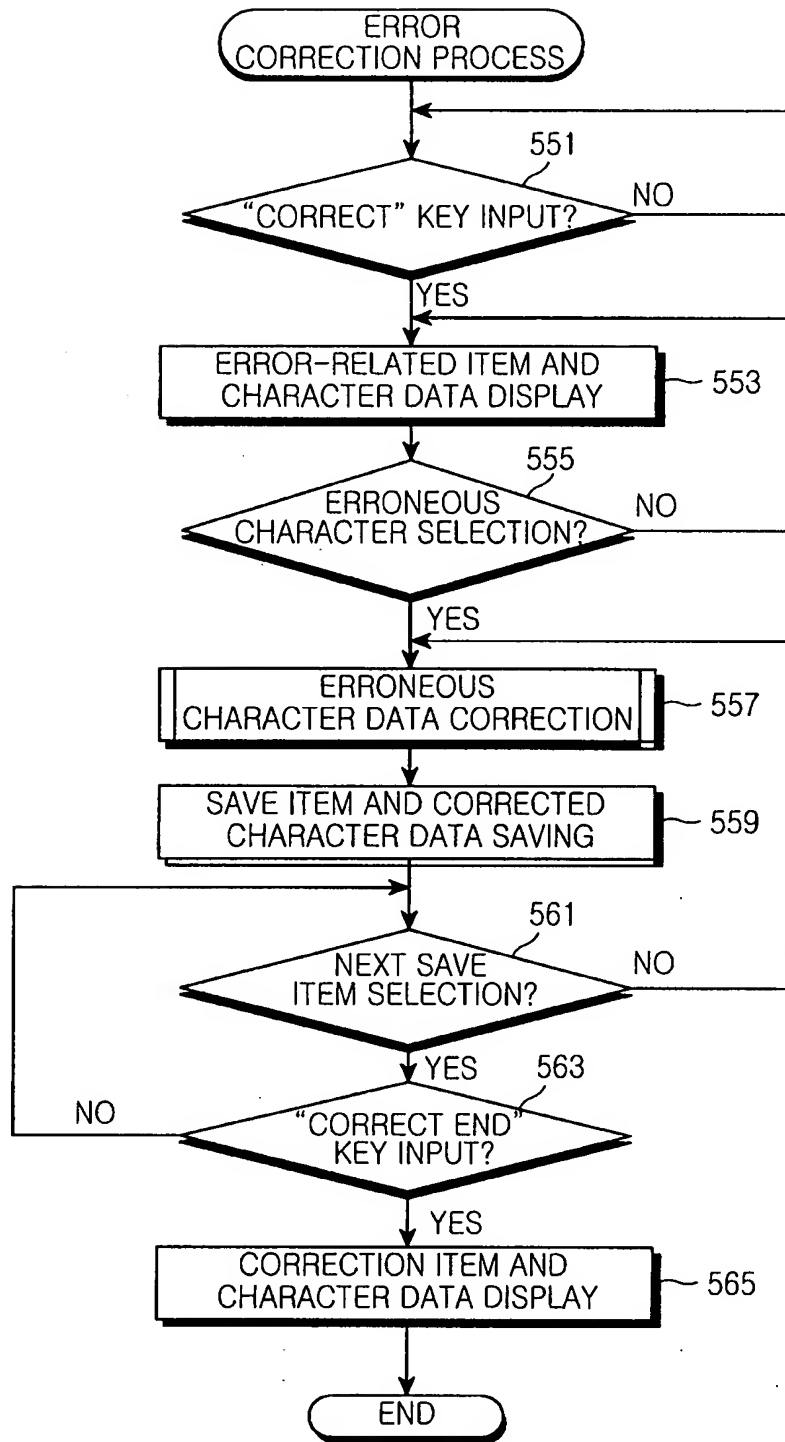 ERROR
CORRECTION PROCESS
551
“CORRECT” KEY INPUT?
NO
YES
ERROR-RELATED ITEM AND
CHARACTER DATA DISPLAY
553
555
ERRONEOUS
CHARACTER SELECTION?
NO
YES
ERRONEOUS
CHARACTER DATA CORRECTION
557
SAVE ITEM AND CORRECTED
CHARACTER DATA SAVING
559
561
NEXT SAVE
ITEM SELECTION?
NO
YES
563
NO
“CORRECT END”
KEY INPUT?
YES
CORRECTION ITEM AND
CHARACTER DATA DISPLAY
565
END